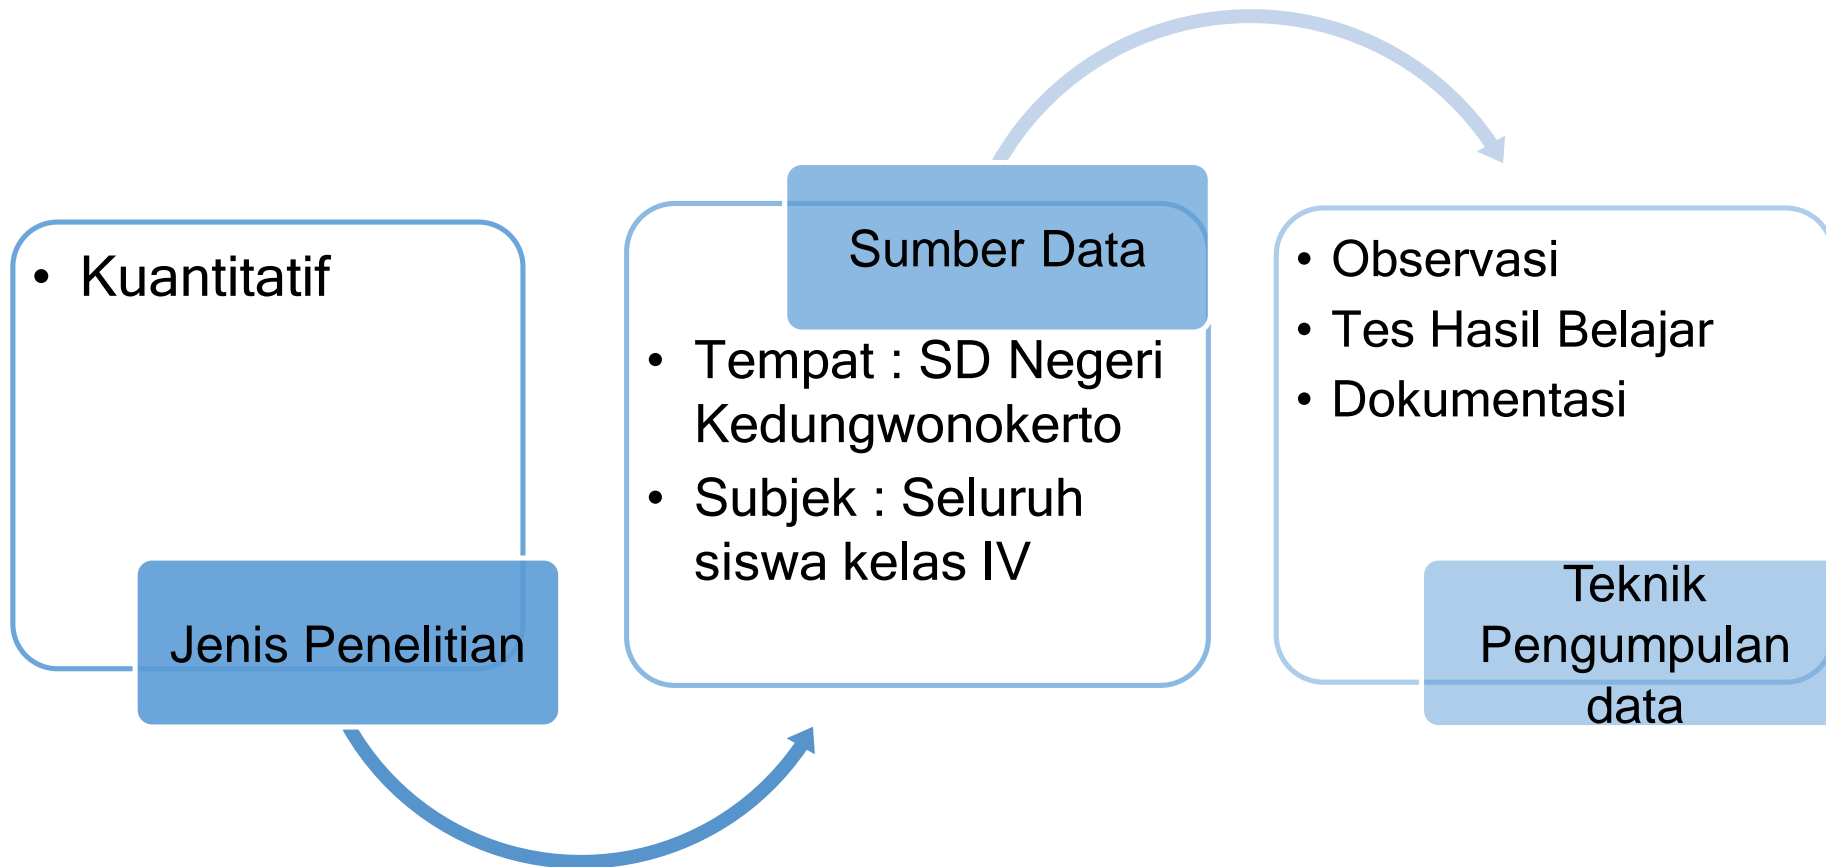 • Kuantitatif
Jenis Penelitian
Sumber Data
• Tempat : SD Negeri
Kedungwonokerto
• Subjek : Seluruh
siswa kelas IV
• Observasi
• Tes Hasil Belajar
• Dokumentasi
Teknik
Pengumpulan
data